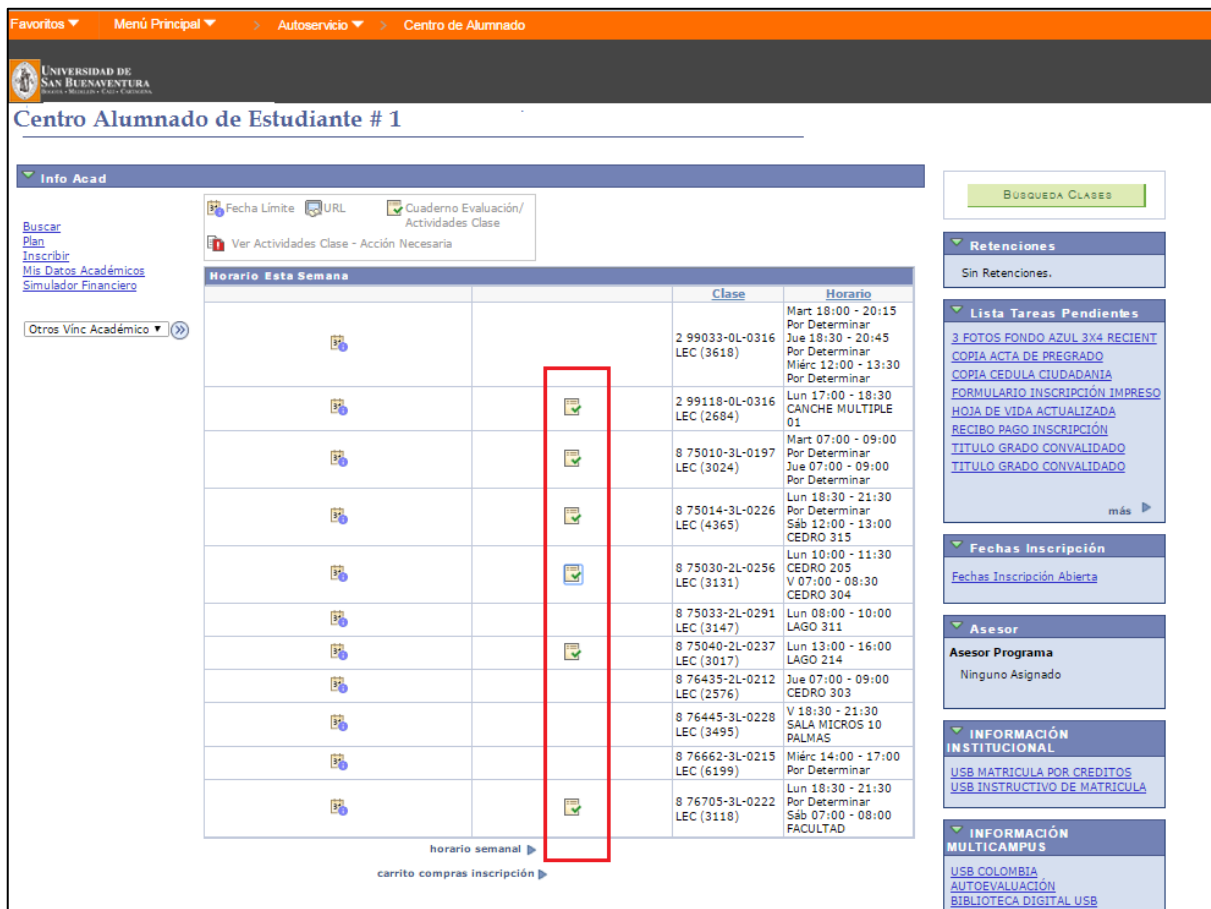 Favoritos Menú Principal > Autoservicio > Centro de Alumnado
UNIVERSIDAD DE
SAN BUENAVENTURA
Centro Alumnado de Estudiante # 1
Info Acad
Buscar
Plan
Inscribir
Mis Datos Académicos
Simulador Financiero
Otros Vínc Académico
Fecha Límite URL Cuaderno Evaluación/
Actividades Clase
Ver Actividades Clase - Acción Necesaria
Horario Esta Semana
Clase Horario
2 99033-0L-0316
LEC (3618)
Mart 18:00 - 20:15
Por Determinar
Jue 18:30 - 20:45
Por Determinar
Miérc 12:00 - 13:30
Por Determinar
2 99118-0L-0316
LEC (2684)
Lun 17:00 - 18:30
CANCHE MULTIPLE
01
8 75010-3L-0197
LEC (3024)
Mart 07:00 - 09:00
Por Determinar
Jue 07:00 - 09:00
Por Determinar
8 75014-3L-0226
LEC (4365)
Lun 18:30 - 21:30
Por Determinar
Sáb 12:00 - 13:00
CEDRO 315
8 75030-2L-0256
LEC (3131)
Lun 10:00 - 11:30
CEDRO 205
V 07:00 - 08:30
CEDRO 304
8 75033-2L-0291
LEC (3147)
Lun 08:00 - 10:00
LAGO 311
8 75040-2L-0237
LEC (3017)
Lun 13:00 - 16:00
LAGO 214
8 76435-2L-0212
LEC (2576)
Jue 07:00 - 09:00
CEDRO 303
8 76445-3L-0228
LEC (3495)
V 18:30 - 21:30
SALA MICROS 10
PALMAS
8 76662-3L-0215
LEC (6199)
Miérc 14:00 - 17:00
Por Determinar
8 76705-3L-0222
LEC (3118)
Lun 18:30 - 21:30
Por Determinar
Sáb 07:00 - 08:00
FACULTAD
horario semanal
carrito compras inscripción
BÚSQUEDA CLASES
Retenciones
Sin Retenciones.
Lista Tareas Pendientes
3 FOTOS FONDO AZUL 3X4 RECIENT
COPIA ACTA DE PREGRADO
COPIA CEDULA CIUDADANIA
FORMULARIO INSCRIPCIÓN IMPRESO
HOJA DE VIDA ACTUALIZADA
RECIBO PAGO INSCRIPCIÓN
TITULO GRADO CONVALIDADO
TITULO GRADO CONVALIDADO
más
Fechas Inscripción
Fechas Inscripción Abierta
Asesor
Asesor Programa
Ninguno Asignado
INFORMACIÓN
INSTITUCIONAL
USB MATRICULA POR CREDITOS
USB INSTRUCTIVO DE MATRICULA
INFORMACIÓN
MULTICAMPUS
USB COLOMBIA
AUTOEVALUACIÓN
BIBLIOTECA DIGITAL USB